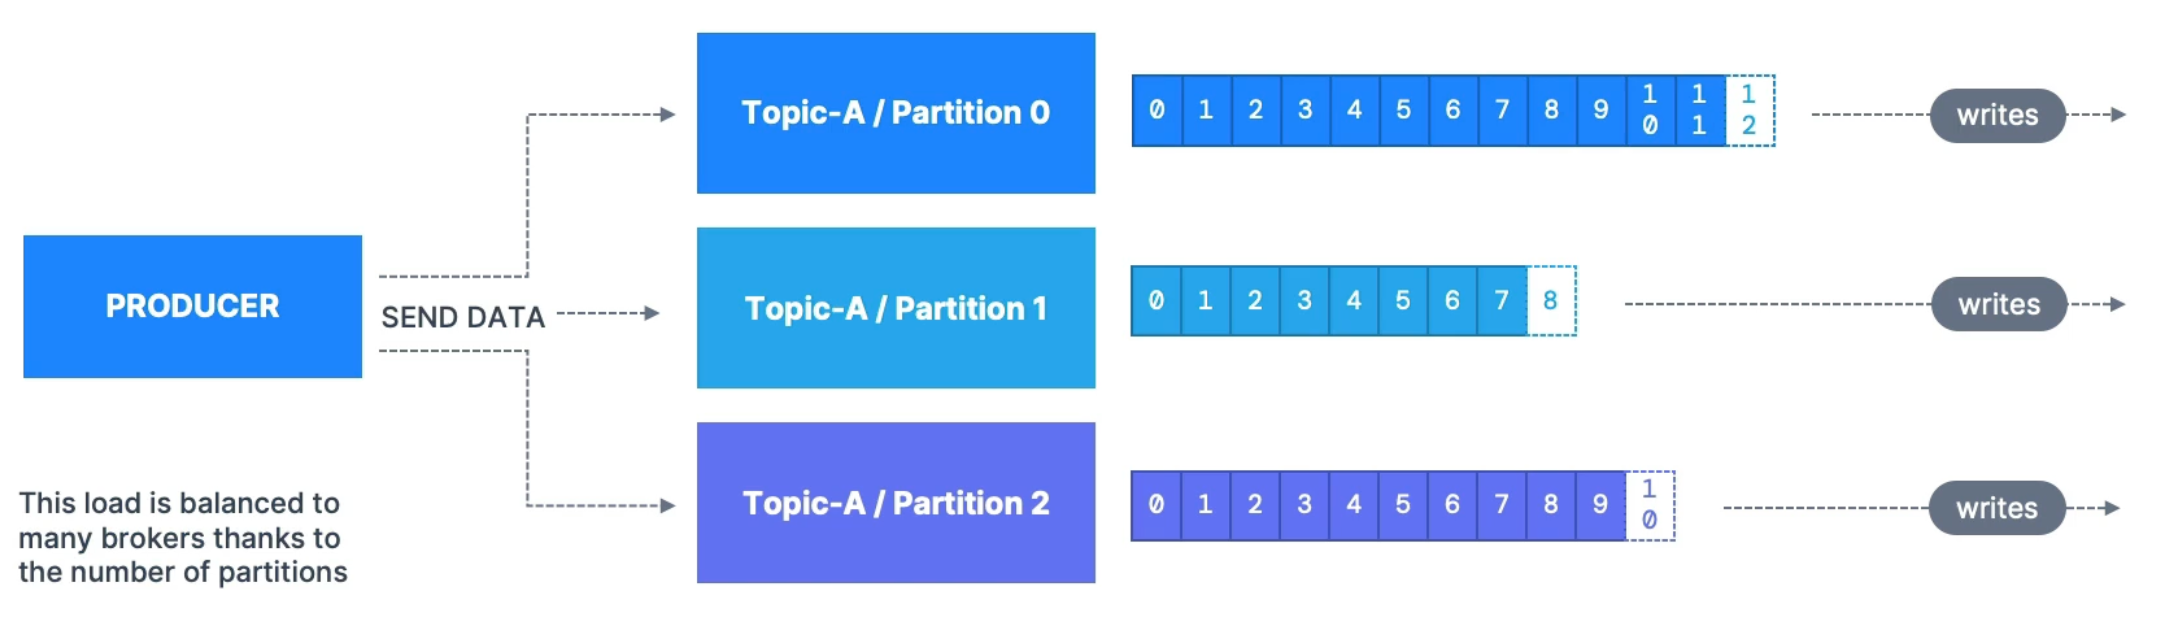 Topic-A / Partition 0
0 1 2 3 4 5 6 7 8 9 10 11 12
writes
PRODUCER
SEND DATA
Topic-A / Partition 1
0 1 2 3 4 5 6 7 8
writes
Topic-A / Partition 2
0 1 2 3 4 5 6 7 8 9 10
writes
This load is balanced to
many brokers thanks to
the number of partitions